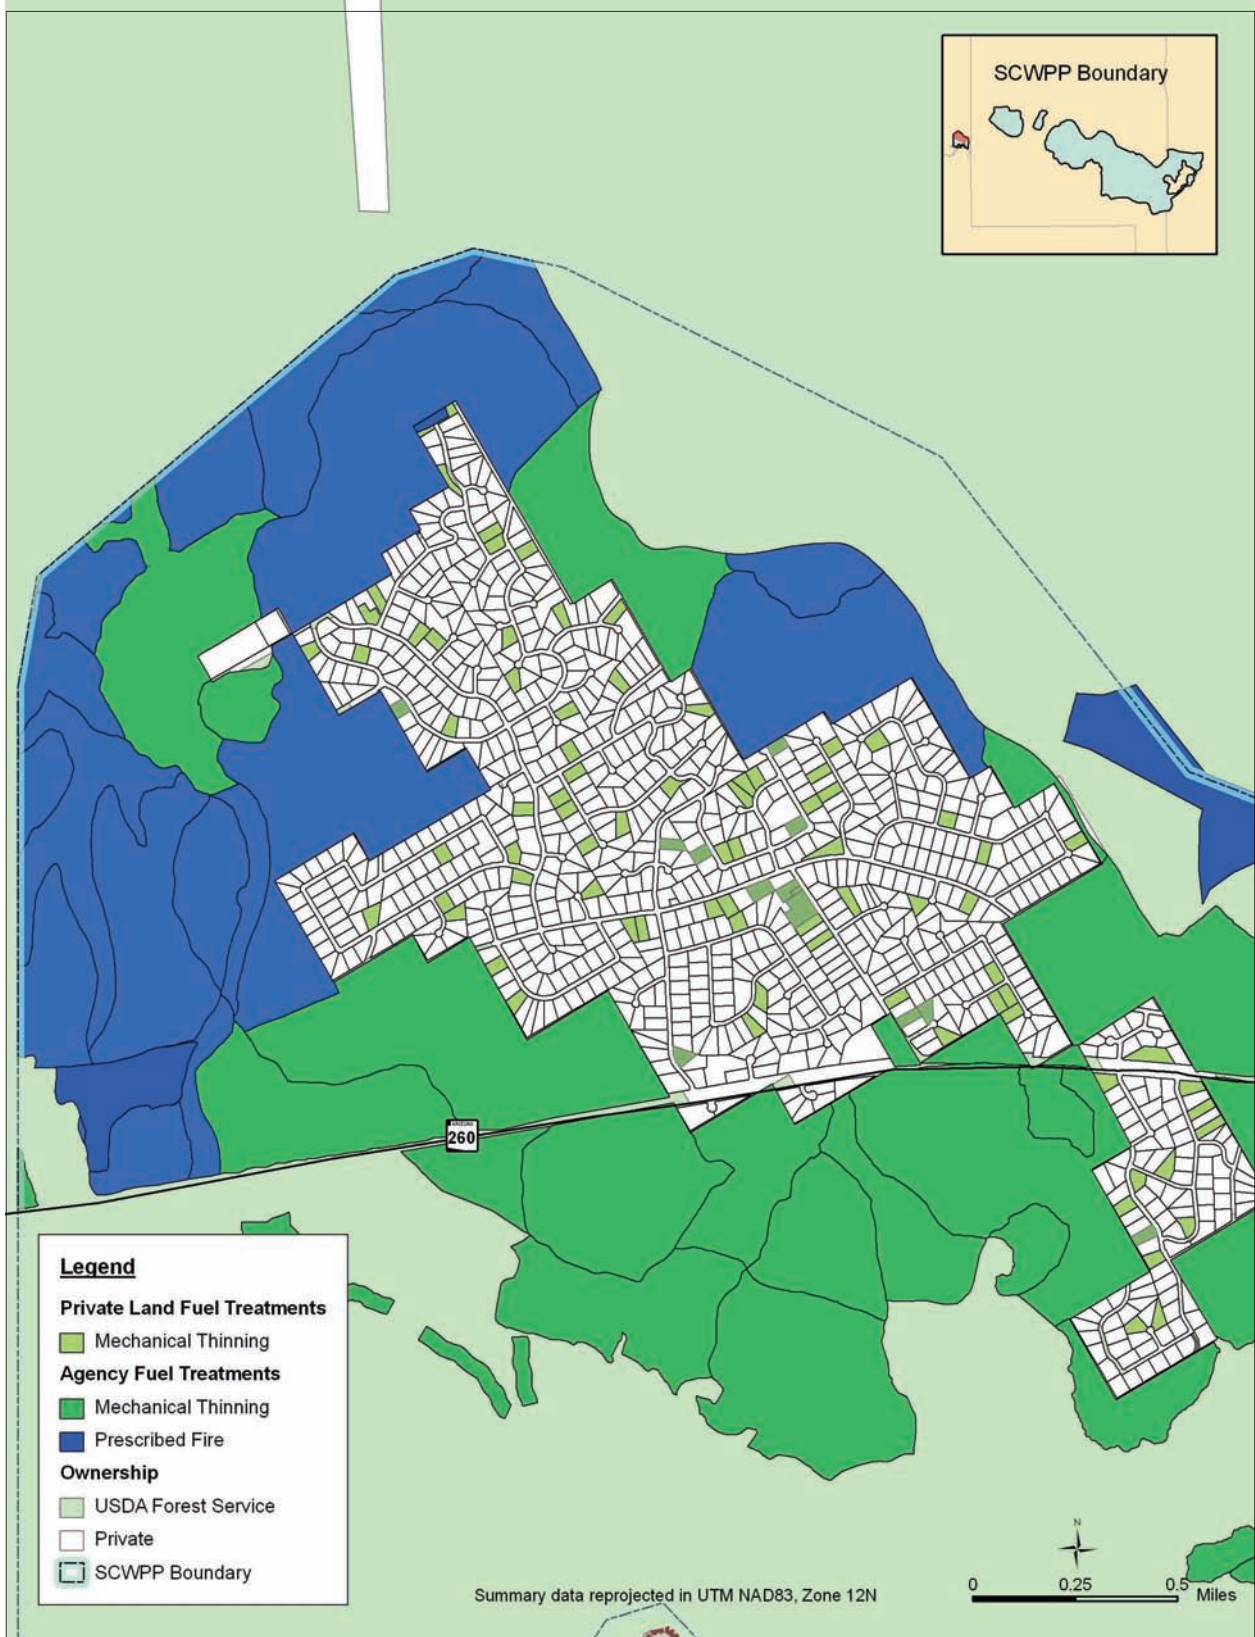 SCWPP Boundary
ARIZONA
260
Legend
Private Land Fuel Treatments
Mechanical Thinning
Agency Fuel Treatments
Mechanical Thinning
Prescribed Fire
Ownership
USDA Forest Service
Private
SCWPP Boundary
Summary data reprojected in UTM NAD83, Zone 12N
N
0 0.25 0.5
Miles